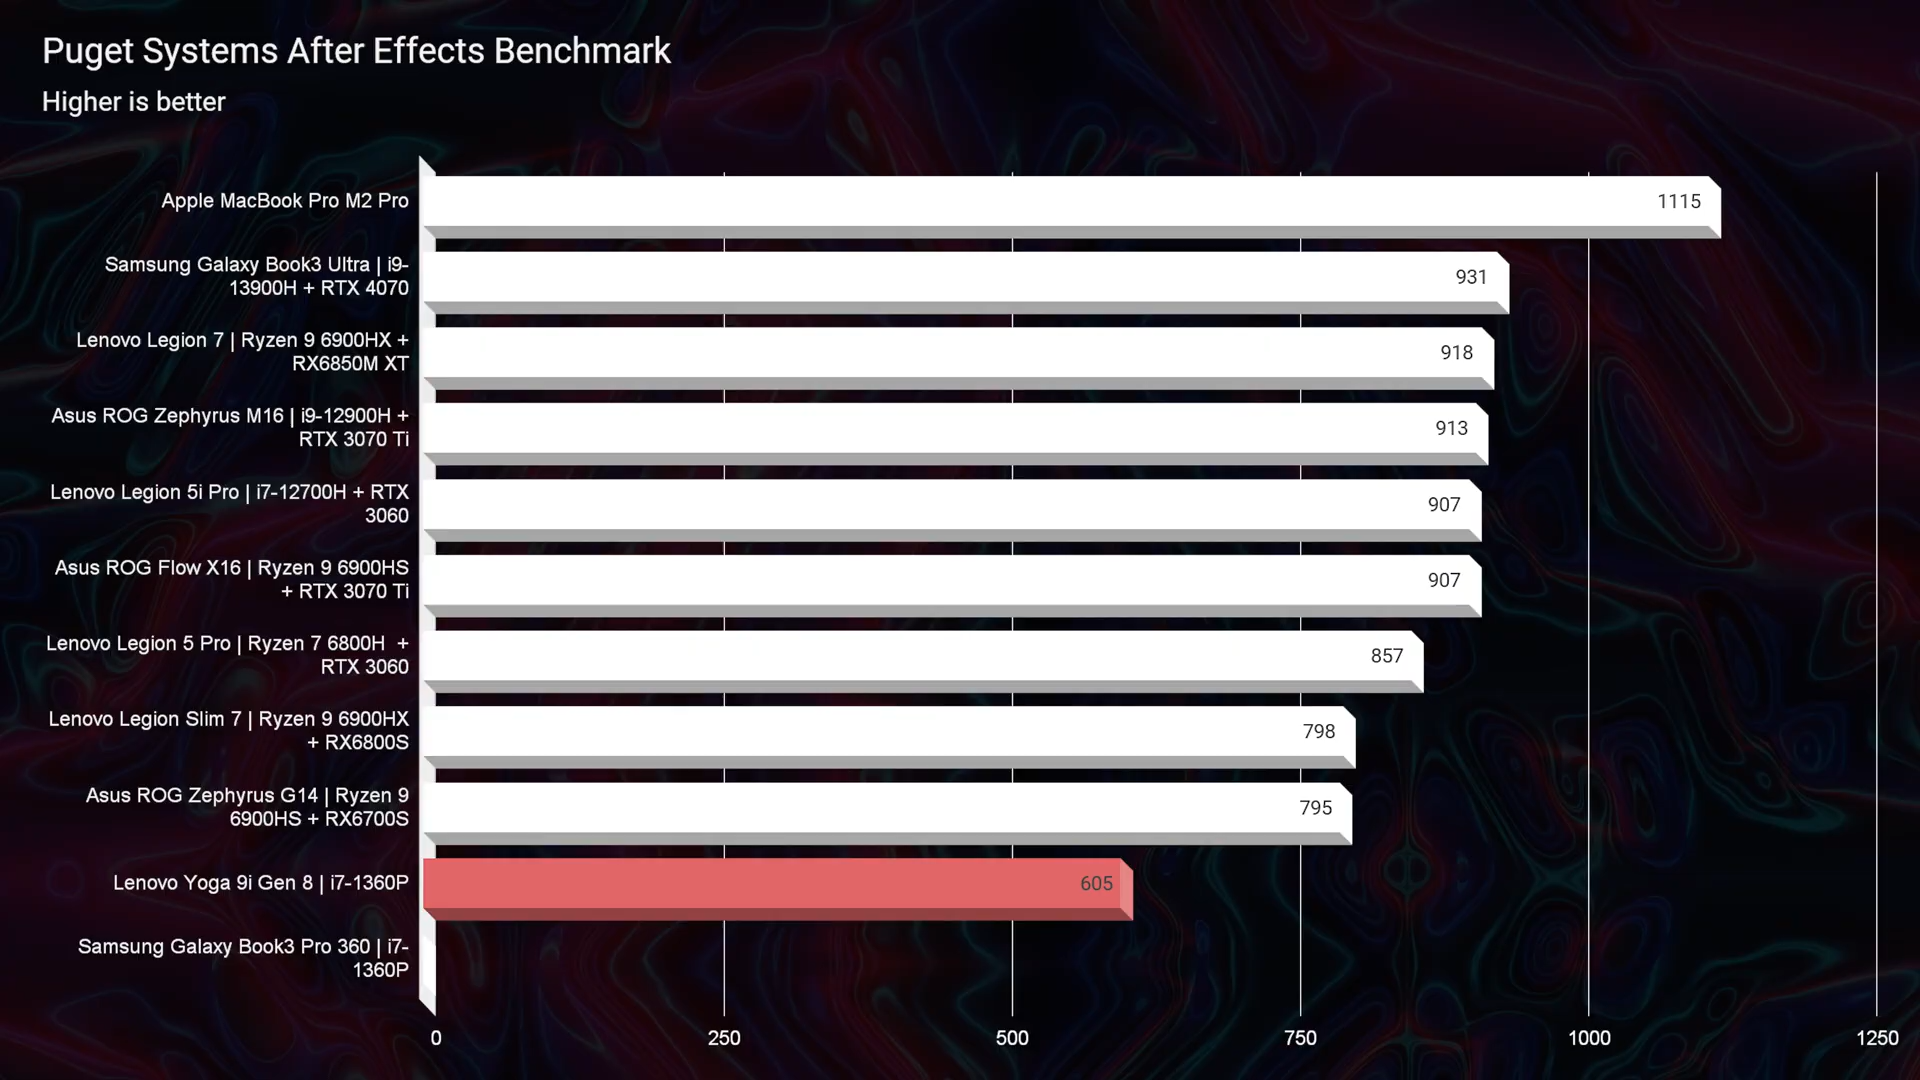 Puget Systems After Effects Benchmark
Higher is better
Apple MacBook Pro M2 Pro
1115
Samsung Galaxy Book3 Ultra | i9-
13900H + RTX 4070
931
Lenovo Legion 7 | Ryzen 9 6900HX +
RX6850M XT
918
Asus ROG Zephyrus M16 | i9-12900H +
RTX 3070 Ti
913
Lenovo Legion 5i Pro | i7-12700H + RTX
3060
907
Asus ROG Flow X16 | Ryzen 9 6900HS
+ RTX 3070 Ti
907
Lenovo Legion 5 Pro | Ryzen 7 6800H +
RTX 3060
857
Lenovo Legion Slim 7 | Ryzen 9 6900HX
+ RX6800S
798
Asus ROG Zephyrus G14 | Ryzen 9
6900HS + RX6700S
795
Lenovo Yoga 9i Gen 8 | i7-1360P
605
Samsung Galaxy Book3 Pro 360 | i7-
1360P
0 250 500 750 1000 1250